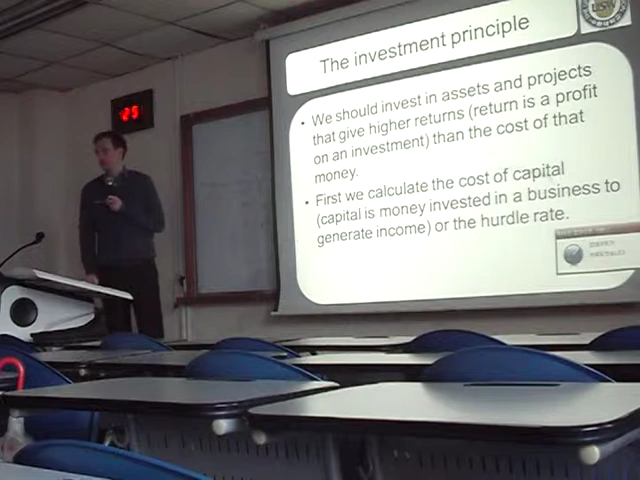 The investment principle
• We should invest in assets and projects
that give higher returns (return is a profit
on an investment) than the cost of that
money.
• First we calculate the cost of capital
(capital is money invested in a business to
generate income) or the hurdle rate.